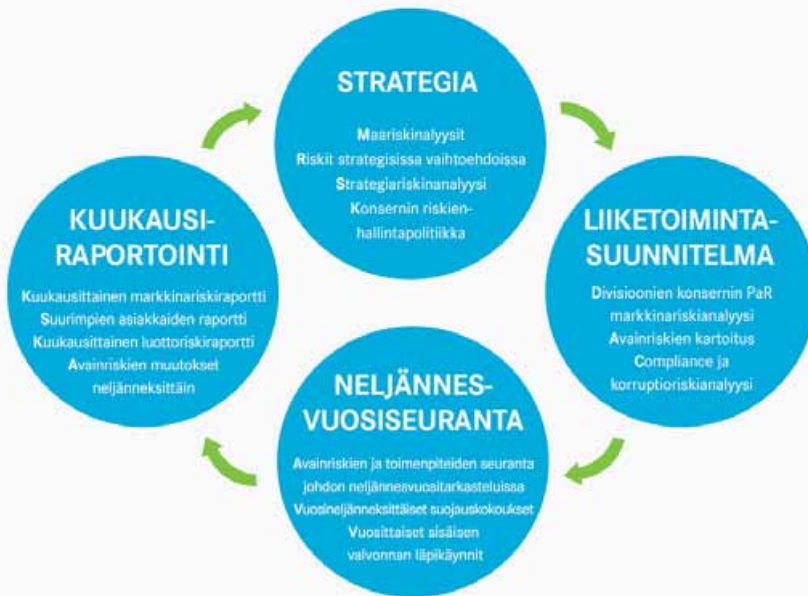 STRATEGIA
Maariskinalyysit
Riskit strategisissa vaihtoehdoissa
Strategiariskinanalyysi
Konsernin riskien-
hallintapolitiikka
LIIKETOIMINTA-
SUUNNITELMA
Divisioonien konsernin PaR
markkinariskianalyysi
Avainriskien kartoitus
Compliance ja
korruptioriskianalyysi
NELJÄNNES-
VUOSISEURANTA
Avainriskien ja toimenpiteiden seuranta
johdon neljännesvuositarkasteluissa
Vuosineljänneksittäiset suojauskokoukset
Vuosittaiset sisäisen
valvonnan läpikäynnit
KUUKAUSI-
RAPORTOINTI
Kuukausittainen markkinariskiraportti
Suurimpien asiakkaiden raportti
Kuukausittainen luottoriskiraportti
Avainriskien muutokset
neljänneksittäin